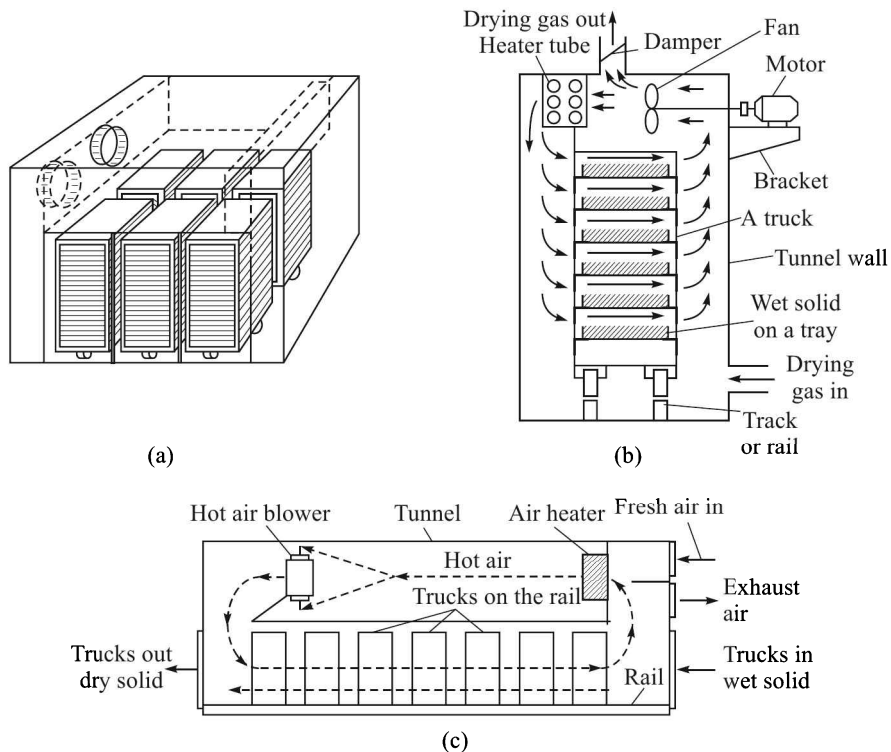 Drying gas out
Heater tube
Damper
Fan
Motor
Bracket
A truck
Tunnel wall
Wet solid
on a tray
Drying
gas in
Track
or rail
(a)
(b)
Hot air blower
Tunnel
Air heater
Fresh air in
Hot air
Exhaust
air
Trucks on the rail
Trucks out
dry solid
Trucks in
wet solid
Rail
(c)